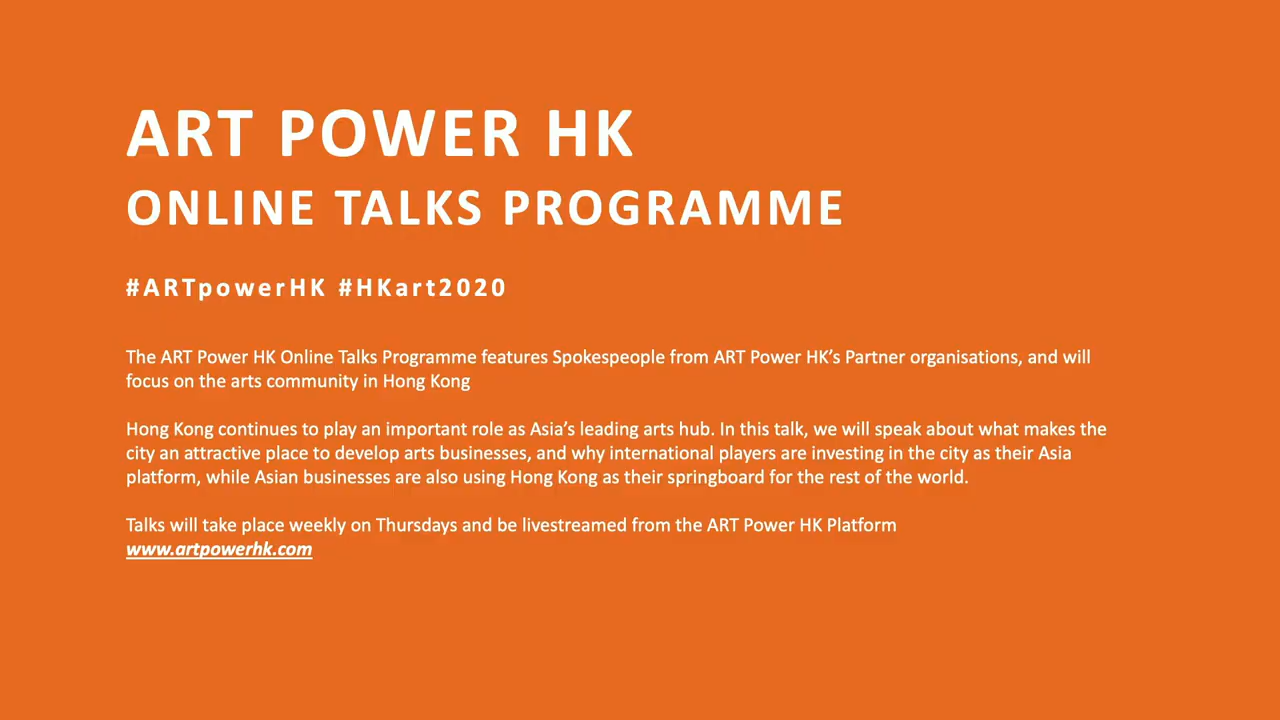 ART POWER HK
ONLINE TALKS PROGRAMME
#ARTpowerHK #HKart2020
The ART Power HK Online Talks Programme features Spokespeople from ART Power HK’s Partner organisations, and will
focus on the arts community in Hong Kong
Hong Kong continues to play an important role as Asia’s leading arts hub. In this talk, we will speak about what makes the
city an attractive place to develop arts businesses, and why international players are investing in the city as their Asia
platform, while Asian businesses are also using Hong Kong as their springboard for the rest of the world.
Talks will take place weekly on Thursdays and be livestreamed from the ART Power HK Platform
www.artpowerhk.com